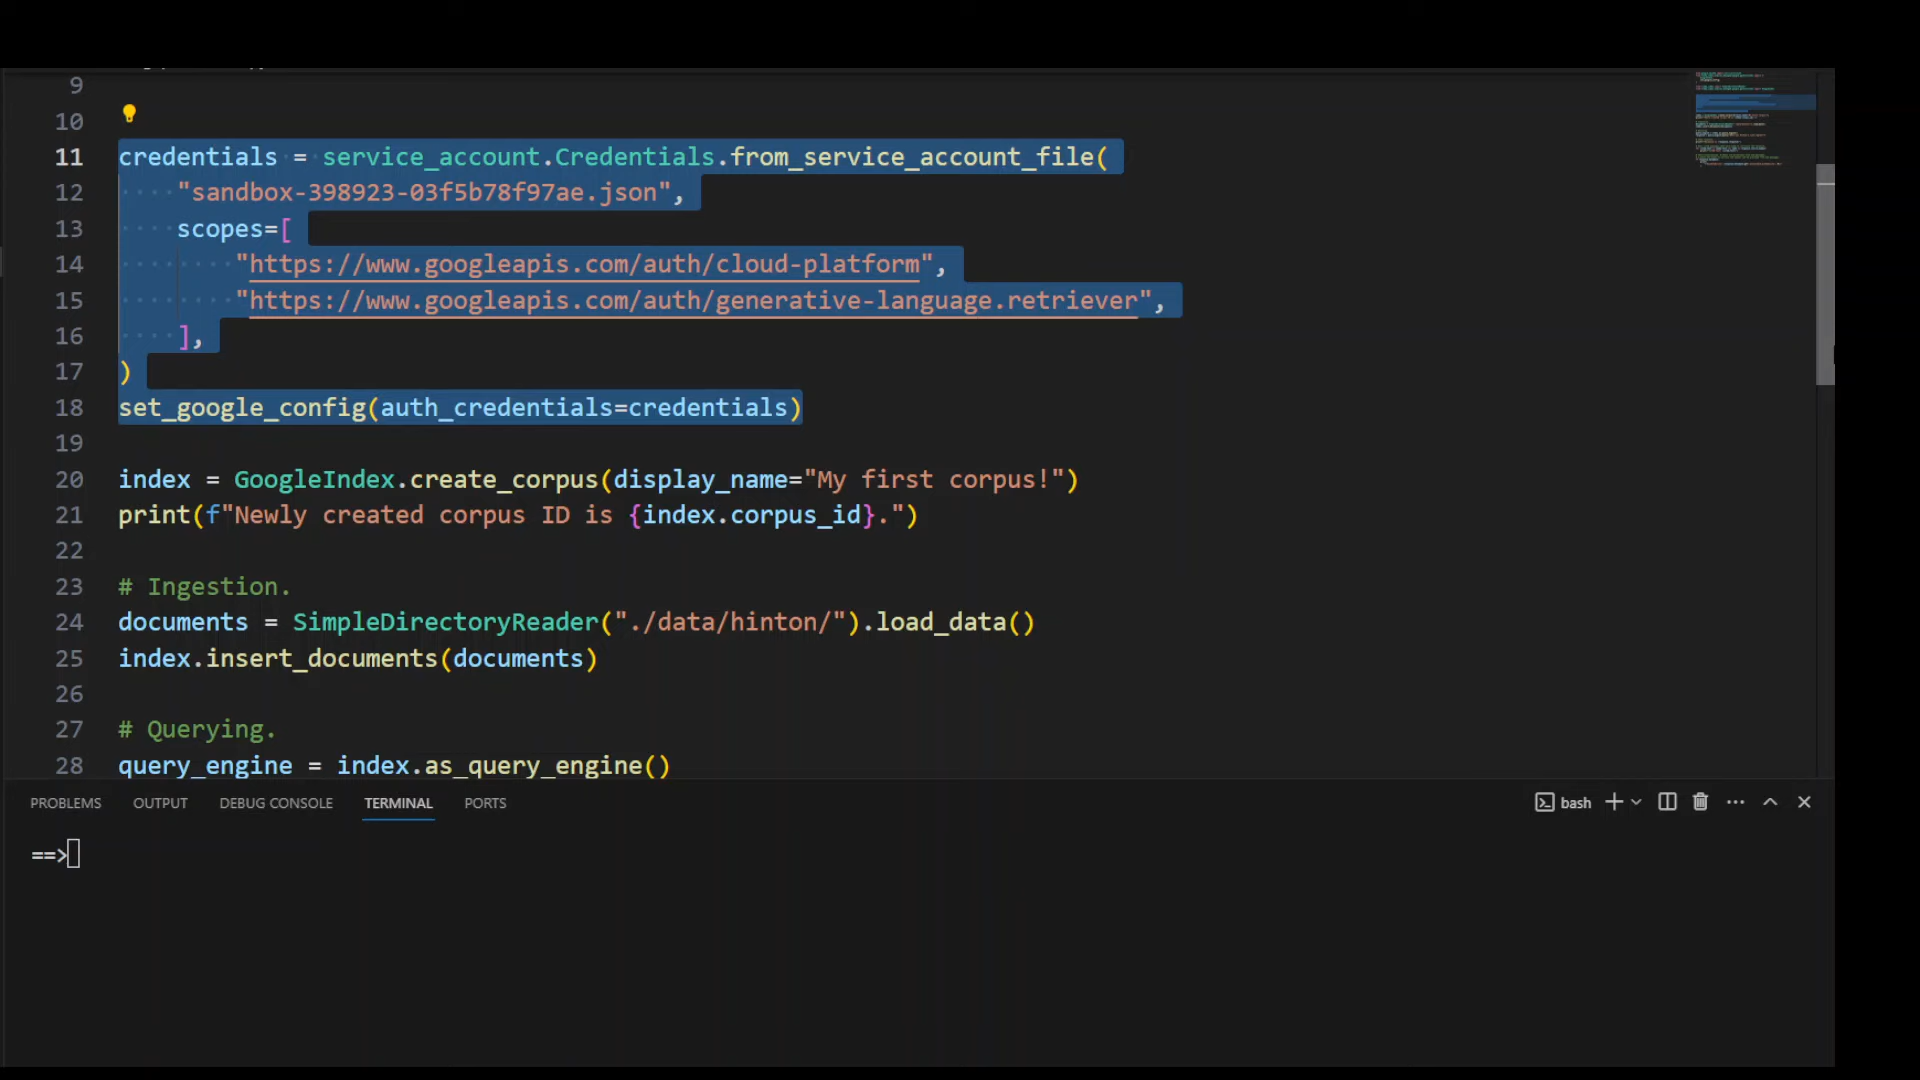 9
10
11 credentials = service_account.Credentials.from_service_account_file(
12 "sandbox-398923-03f5b78f97ae.json",
13 scopes=[
14 "https://www.googleapis.com/auth/cloud-platform",
15 "https://www.googleapis.com/auth/generative-language.retriever",
16 ],
17 )
18 set_google_config(auth_credentials=credentials)
19
20 index = GoogleIndex.create_corpus(display_name="My first corpus!")
21 print(f"Newly created corpus ID is {index.corpus_id}.")
22
23 # Ingestion.
24 documents = SimpleDirectoryReader("./data/hinton/").load_data()
25 index.insert_documents(documents)
26
27 # Querying.
28 query_engine = index.as_query_engine()
PROBLEMS OUTPUT DEBUG CONSOLE TERMINAL PORTS bash
==>